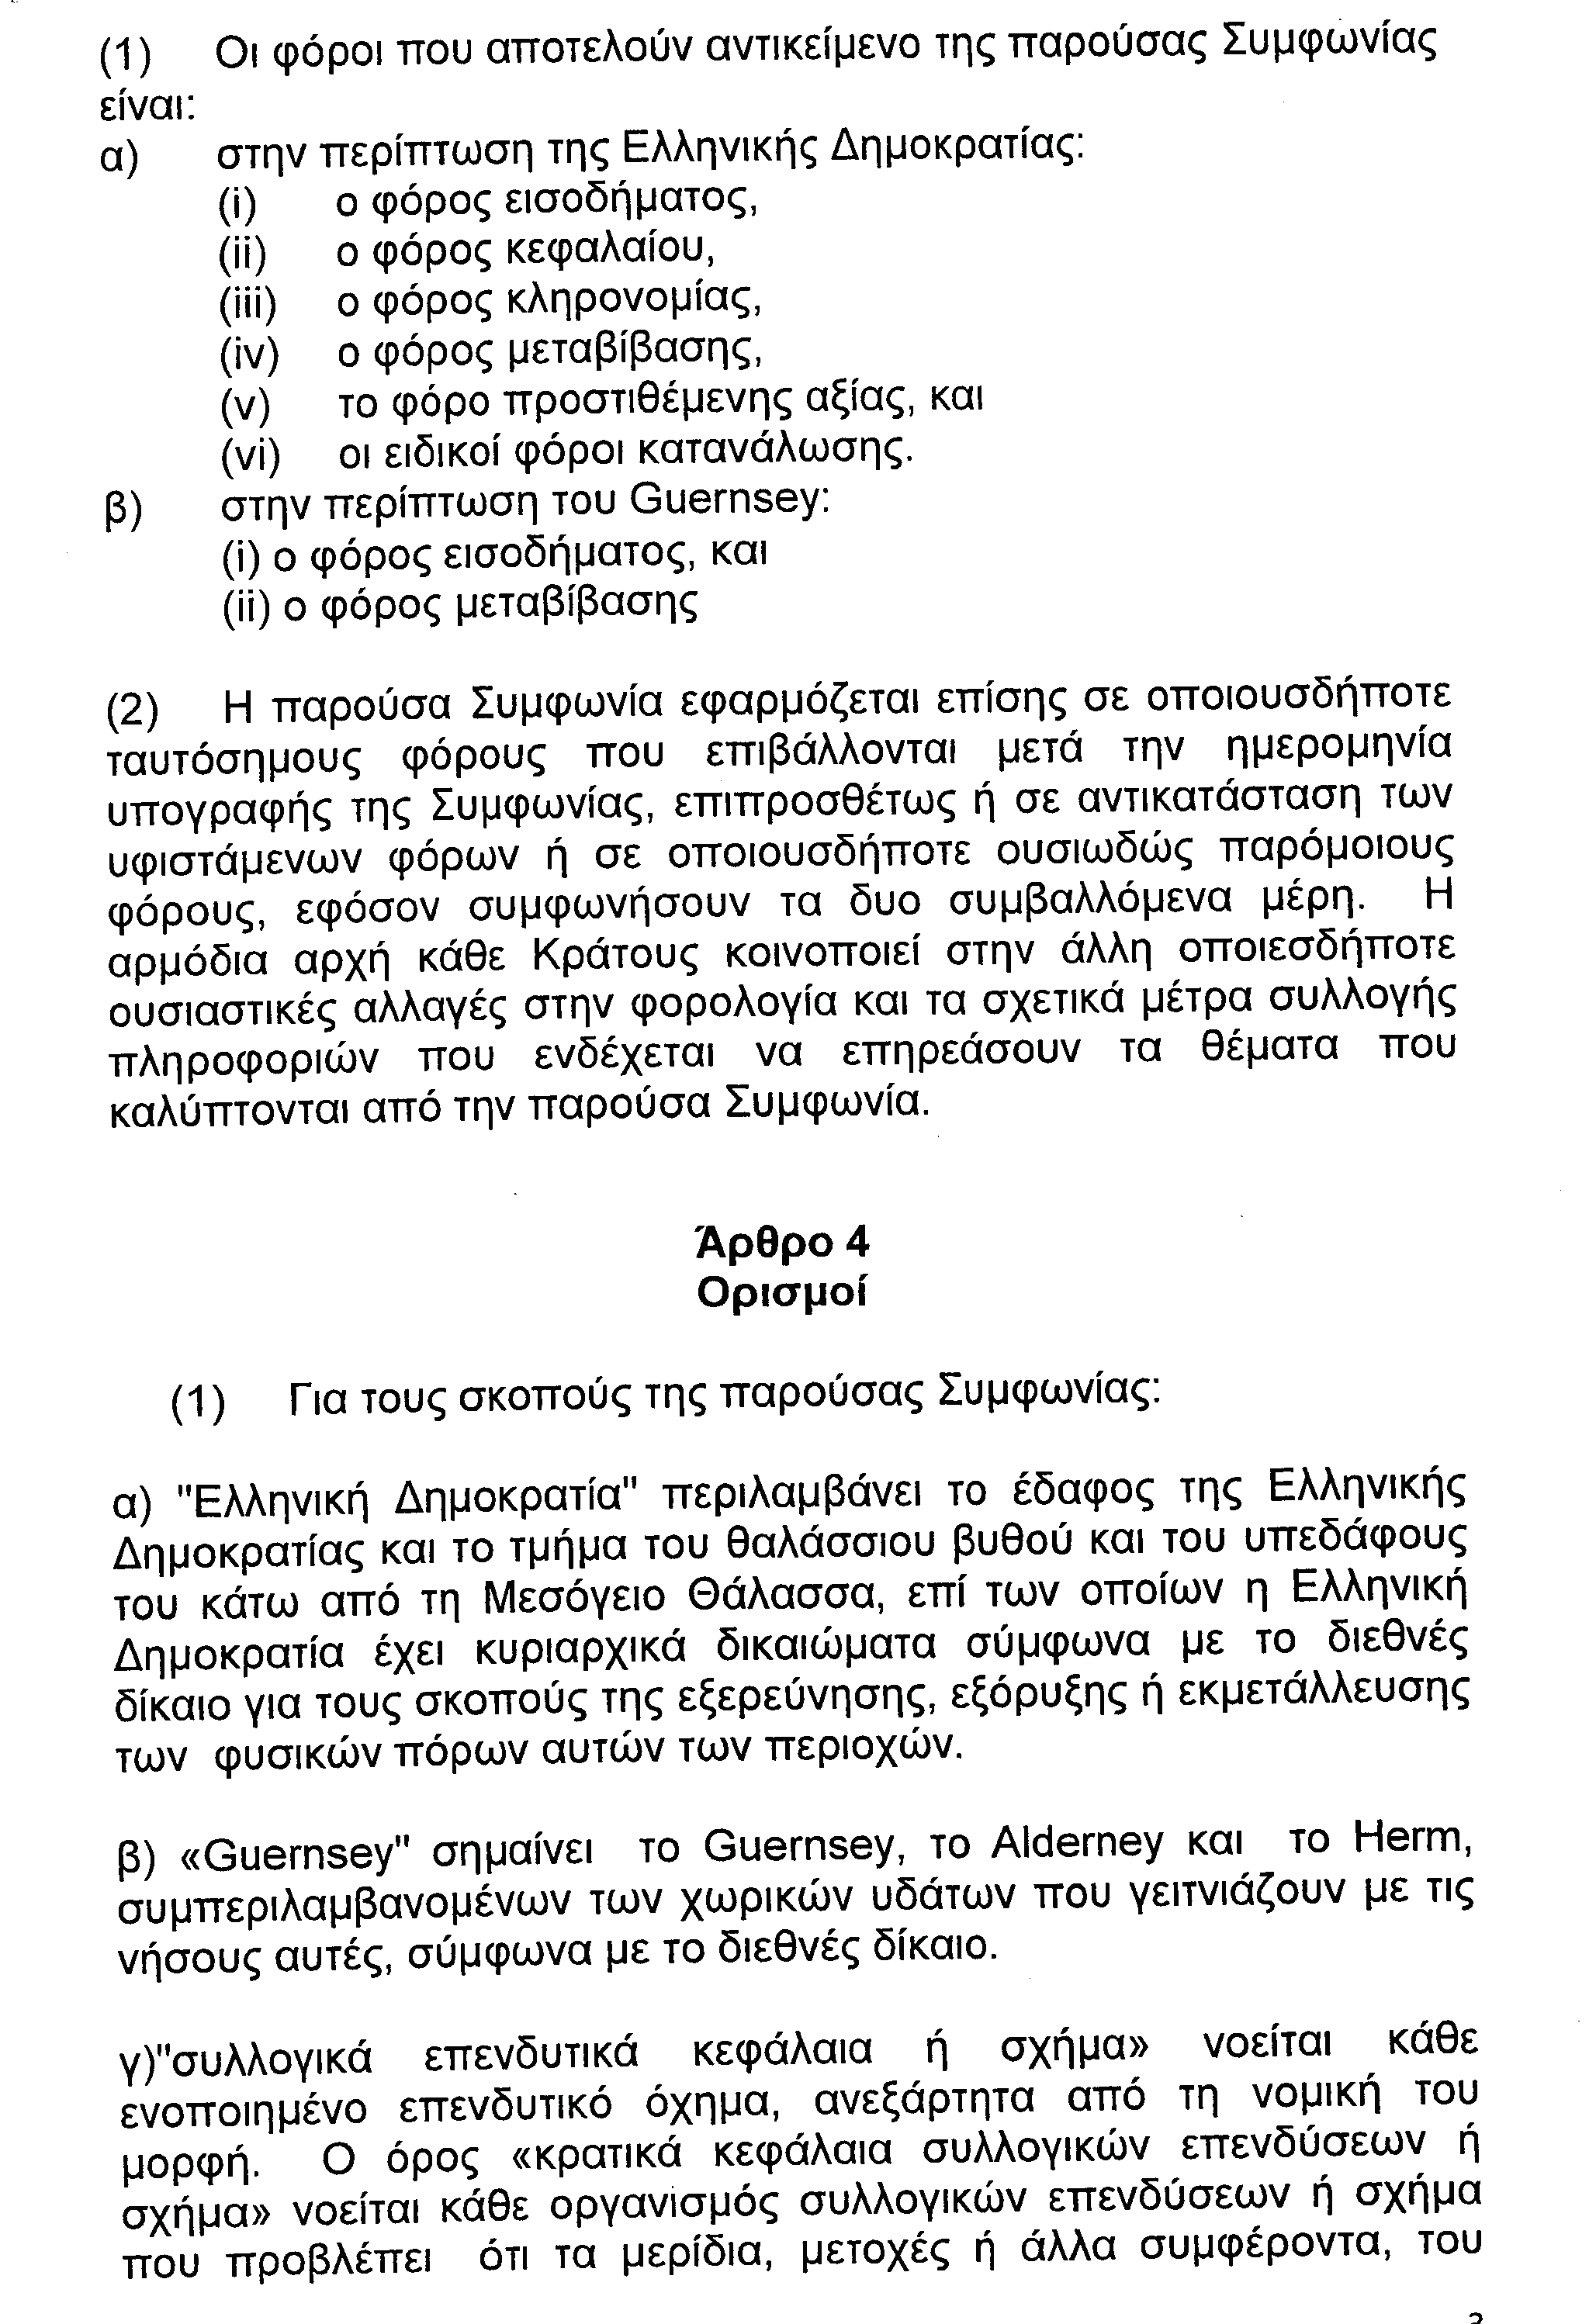 (1) Οι φόροι που αποτελούν αντικείμενο της παρούσας Συμφωνίας
είναι:
α) στην περίπτωση της Ελληνικής Δημοκρατίας:
(i) ο φόρος εισοδήματος,
(ii) ο φόρος κεφαλαίου,
(iii) ο φόρος κληρονομίας,
(iv) ο φόρος μεταβίβασης,
(v) το φόρο προστιθέμενης αξίας, και
(vi) οι ειδικοί φόροι κατανάλωσης.
β) στην περίπτωση του Guernsey:
(i) ο φόρος εισοδήματος, και
(ii) ο φόρος μεταβίβασης
(2) Η παρούσα Συμφωνία εφαρμόζεται επίσης σε οποιουσδήποτε
ταυτόσημους φόρους που επιβάλλονται μετά την ημερομηνία
υπογραφής της Συμφωνίας, επιπροσθέτως ή σε αντικατάσταση των
υφιστάμενων φόρων ή σε οποιουσδήποτε ουσιωδώς παρόμοιους
φόρους, εφόσον συμφωνήσουν τα δυο συμβαλλόμενα μέρη. Η
αρμόδια αρχή κάθε Κράτους κοινοποιεί στην άλλη οποιεσδήποτε
ουσιαστικές αλλαγές στην φορολογία και τα σχετικά μέτρα συλλογής
πληροφοριών που ενδέχεται να επηρεάσουν τα θέματα που
καλύπτονται από την παρούσα Συμφωνία.
Άρθρο 4
Ορισμοί
(1) Για τους σκοπούς της παρούσας Συμφωνίας:
α) "Ελληνική Δημοκρατία" περιλαμβάνει το έδαφος της Ελληνικής
Δημοκρατίας και το τμήμα του θαλάσσιου βυθού και του υπεδάφους
του κάτω από τη Μεσόγειο Θάλασσα, επί των οποίων η Ελληνική
Δημοκρατία έχει κυριαρχικά δικαιώματα σύμφωνα με το διεθνές
δίκαιο για τους σκοπούς της εξερεύνησης, εξόρυξης ή εκμετάλλευσης
των φυσικών πόρων αυτών των περιοχών.
β) «Guernsey" σημαίνει το Guernsey, το Alderney και το Herm,
συμπεριλαμβανομένων των χωρικών υδάτων που γειτνιάζουν με τις
νήσους αυτές, σύμφωνα με το διεθνές δίκαιο.
γ)"συλλογικά επενδυτικά κεφάλαια ή σχήμα» νοείται κάθε
ενοποιημένο επενδυτικό όχημα, ανεξάρτητα από τη νομική του
μορφή. Ο όρος «κρατικά κεφάλαια συλλογικών επενδύσεων ή
σχήμα» νοείται κάθε οργανισμός συλλογικών επενδύσεων ή σχήμα
που προβλέπει ότι τα μερίδια, μετοχές ή άλλα συμφέροντα, του